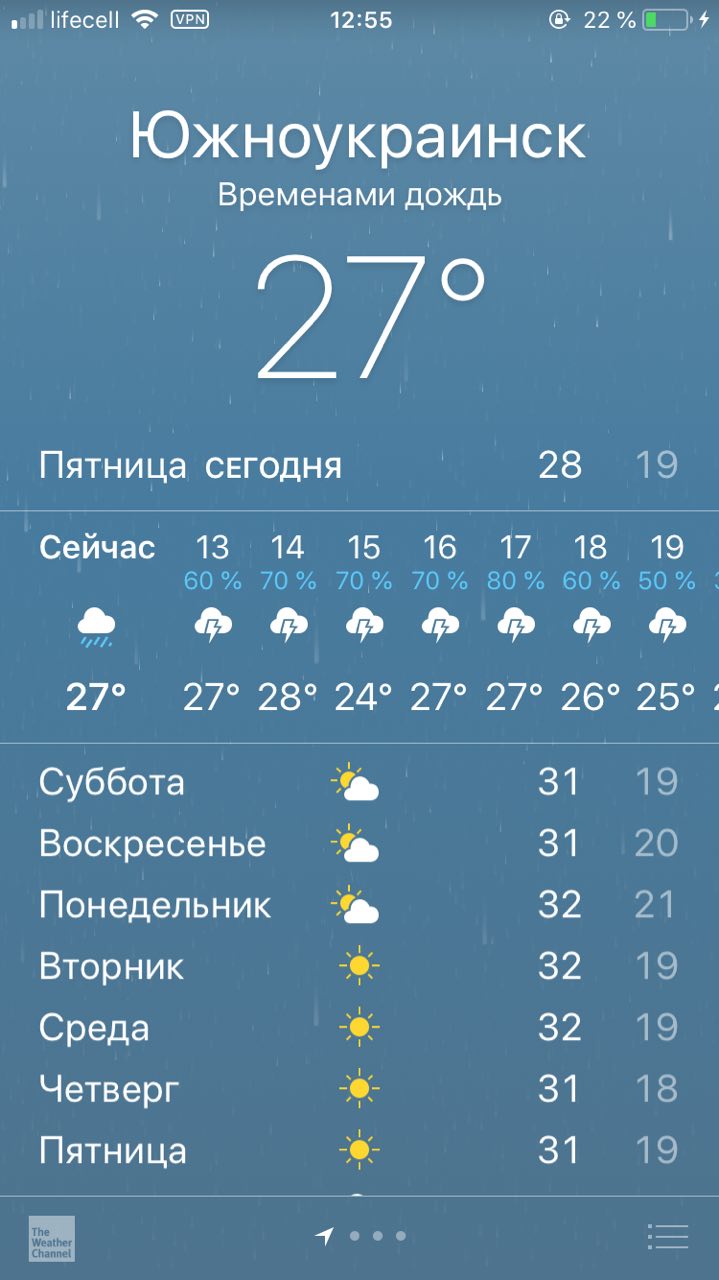 lifecell VPN 12:55 22 %
Южноукраинск
Временами дождь
27°
Пятница СЕГОДНЯ 28 19
Сейчас 13 14 15 16 17 18 19
60 % 70 % 70 % 70 % 80 % 60 % 50 %
27° 27° 28° 24° 27° 27° 26° 25°
Суббота 31 19
Воскресенье 31 20
Понедельник 32 21
Вторник 32 19
Среда 32 19
Четверг 31 18
Пятница 31 19
The
Weather
Channel